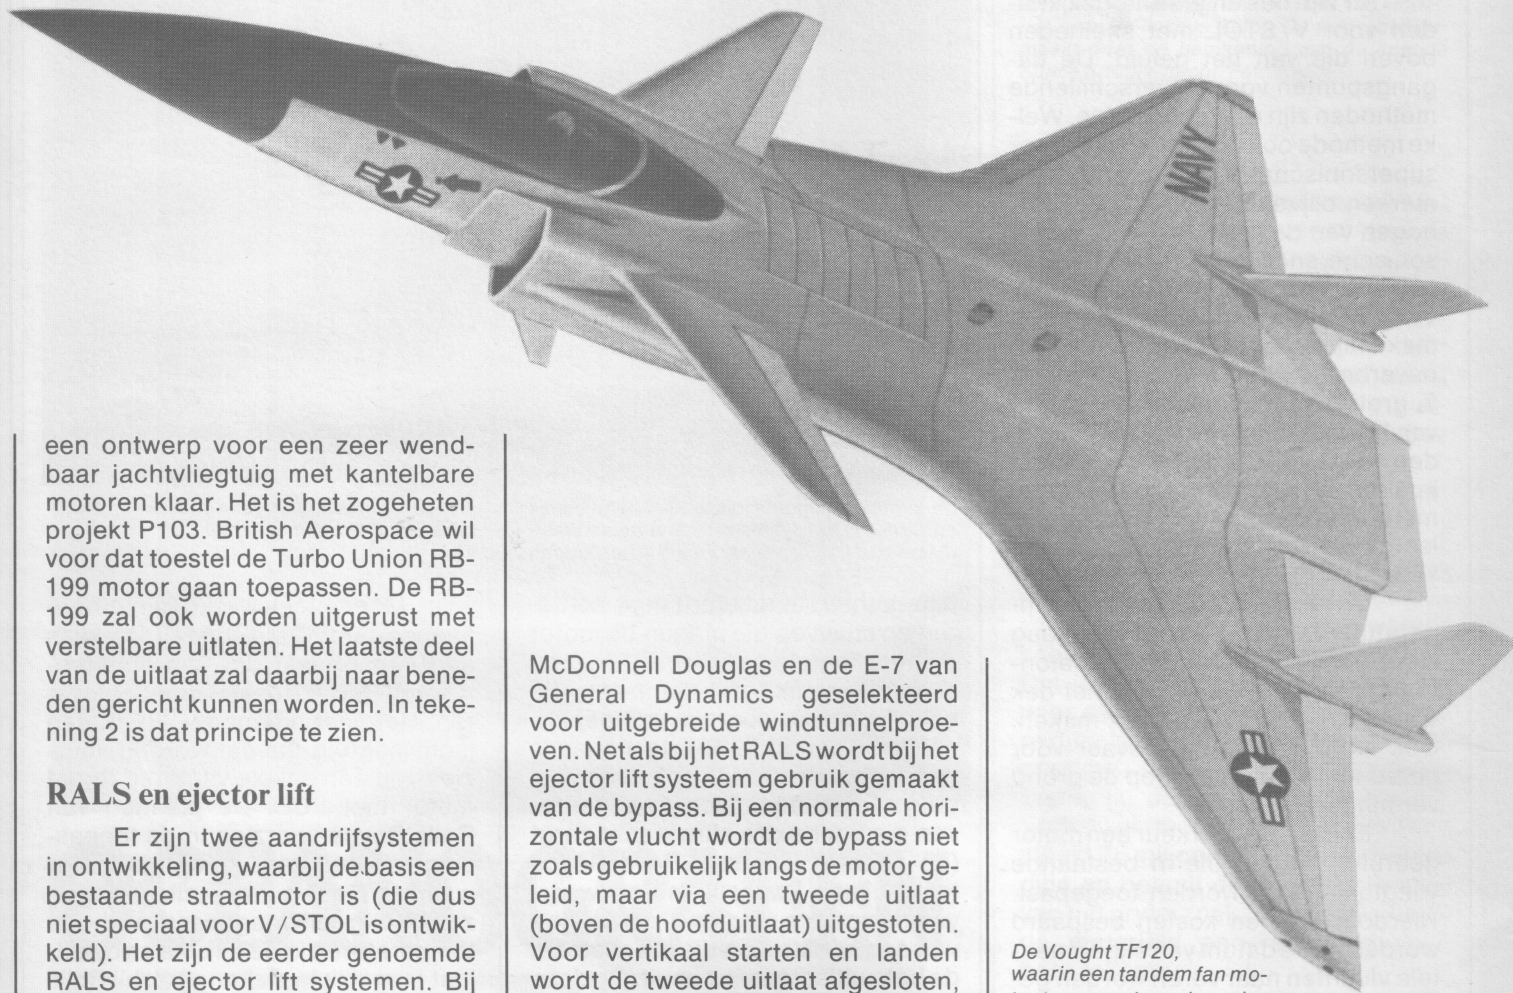 NAVY
een ontwerp voor een zeer wend-
baar jachtvliegtuig met kantelbare
motoren klaar. Het is het zogeheten
projekt P103. British Aerospace wil
voor dat toestel de Turbo Union RB-
199 motor gaan toepassen. De RB-
199 zal ook worden uitgerust met
verstelbare uitlaten. Het laatste deel
van de uitlaat zal daarbij naar bene-
den gericht kunnen worden. In teke-
ning 2 is dat principe te zien.
RALS en ejector lift
Er zijn twee aandrijfsystemen
in ontwikkeling, waarbij de basis een
bestaande straalmotor is (die dus
niet speciaal voor V/STOL is ontwik-
keld). Het zijn de eerder genoemde
RALS en ejector lift systemen. Bij
McDonnell Douglas en de E-7 van
General Dynamics geselekteerd
voor uitgebreide windtunnelproe-
ven. Net als bij het RALS wordt bij het
ejector lift systeem gebruik gemaakt
van de bypass. Bij een normale hori-
zontale vlucht wordt de bypass niet
zoals gebruikelijk langs de motor ge-
leid, maar via een tweede uitlaat
(boven de hoofduitlaat) uitgestoten.
Voor vertikaal starten en landen
wordt de tweede uitlaat afgesloten,
De Vought TF120,
waarin een tandem fan mo-